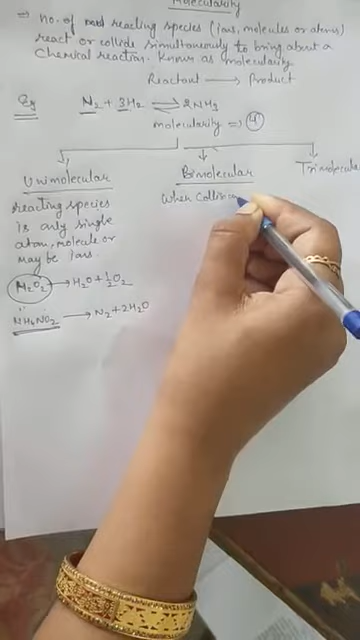 Molecularity
⇒ No. of reacting species (ions, molecules or atoms)
react or collide simultaneously to bring about a
chemical reaction. Known as molecularity
Reactant → Product
Eg N2 + 3H2 ⇌ 2NH3
molecularity ⇒ 4
Unimolecular
reacting species
is only single
atom, molecule or
may be ions.
H2O2 → H2O + 1/2 O2
NH4NO2 → N2 + 2H2O
Bimolecular
When
Trimolecular